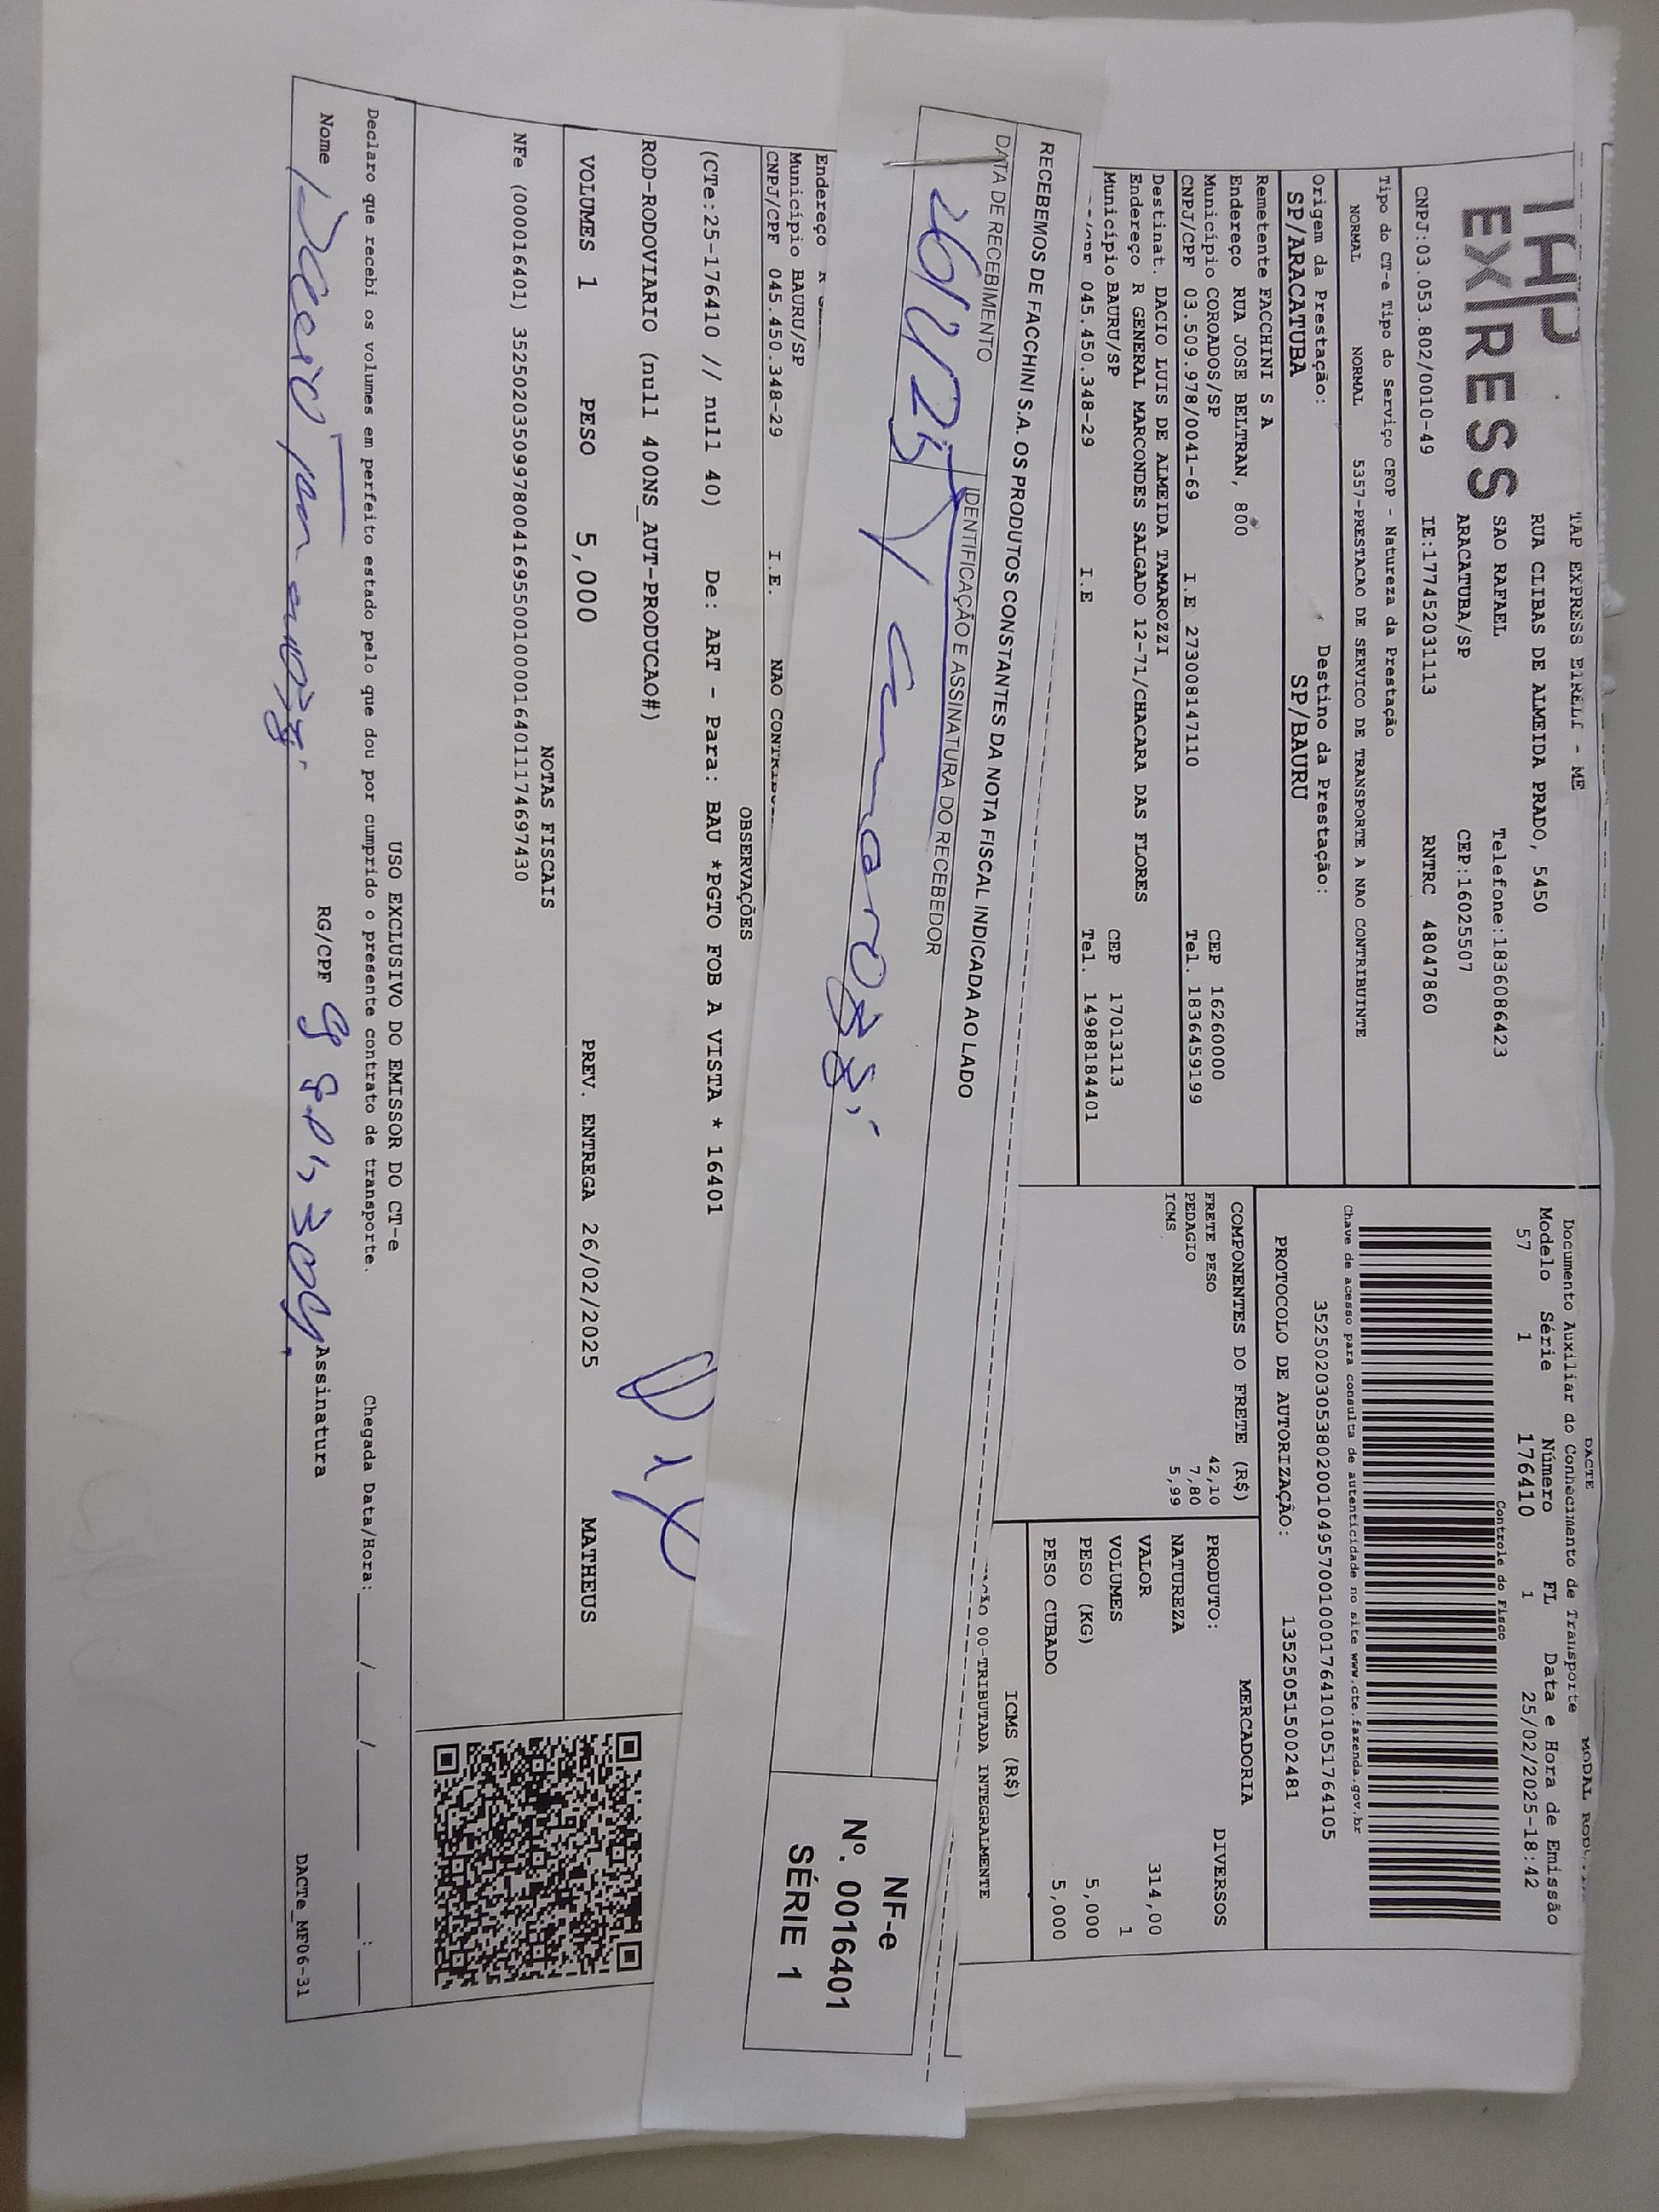 DACTE
MODAL
TAP EXPRESS EIRELI - ME
RUA CLIBAS DE ALMEIDA PRADO, 5450
SAO RAFAEL Telefone:1836086423
ARACATUBA/SP CEP:16025507
EXPRESS
CNPJ:03.053.802/0010-49 IE:177452031113 RNTRC 48047860
Documento Auxiliar do Conhecimento de Transporte
Modelo Série Número FL Data e Hora de Emissão
57 1 176410 1 25/02/2025-18:42
Controle do Fisco
Chave de acesso para consulta de autenticidade no site www.cte.fazenda.gov.br
35250203053802001049570010001764101051764105
PROTOCOLO DE AUTORIZAÇÃO: 135250515002481
Tipo do CT-e Tipo do Serviço CFOP - Natureza da Prestação
NORMAL NORMAL 5357-PRESTACAO DE SERVICO DE TRANSPORTE A NAO CONTRIBUINTE
Origem da Prestação: Destino da Prestação:
SP/ARACATUBA SP/BAURU
Remetente FACCHINI S A
Endereço RUA JOSE BELTRAN, 800
Município COROADOS/SP CEP 16260000
CNPJ/CPF 03.509.978/0041-69 I.E 273008147110 Tel. 1836459199
Destinat. DACIO LUIS DE ALMEIDA TAMAROZZI
Endereço R GENERAL MARCONDES SALGADO 12-71/CHACARA DAS FLORES
Município BAURU/SP CEP 17013113
045.450.348-29 I.E Tel. 14988184401
COMPONENTES DO FRETE (R$)
FRETE PESO 42,10
PEDAGIO 7,80
ICMS 5,99
MERCADORIA
PRODUTO: DIVERSOS
NATUREZA
VALOR 314,00
VOLUMES 1
PESO (KG) 5,000
PESO CUBADO 5,000
ICMS (R$)
00-TRIBUTADA INTEGRALMENTE
RECEBEMOS DE FACCHINI S.A. OS PRODUTOS CONSTANTES DA NOTA FISCAL INDICADA AO LADO
DATA DE RECEBIMENTO IDENTIFICAÇÃO E ASSINATURA DO RECEBEDOR
NF-e
Nº. 0016401
SÉRIE 1
Endereço
Município BAURU/SP
CNPJ/CPF 045.450.348-29 I.E. NAO
OBSERVAÇÕES
(CTe:25-176410 // null 40) De: ART - Para: BAU *PGTO FOB A VISTA * 16401
ROD-RODOVIARIO (null 400NS_AUT-PRODUCAO#)
VOLUMES 1 PESO 5,000 PREV. ENTREGA 26/02/2025 MATHEUS
NOTAS FISCAIS
NFe (000016401) 35250203509978004169550010000164011174697430
USO EXCLUSIVO DO EMISSOR DO CT-e
Declaro que recebi os volumes em perfeito estado pelo que dou por cumprido o presente contrato de transporte. Chegada Data/Hora: ___/___/____ __:__
Nome RG/CPF Assinatura
DACTe_MF06-31